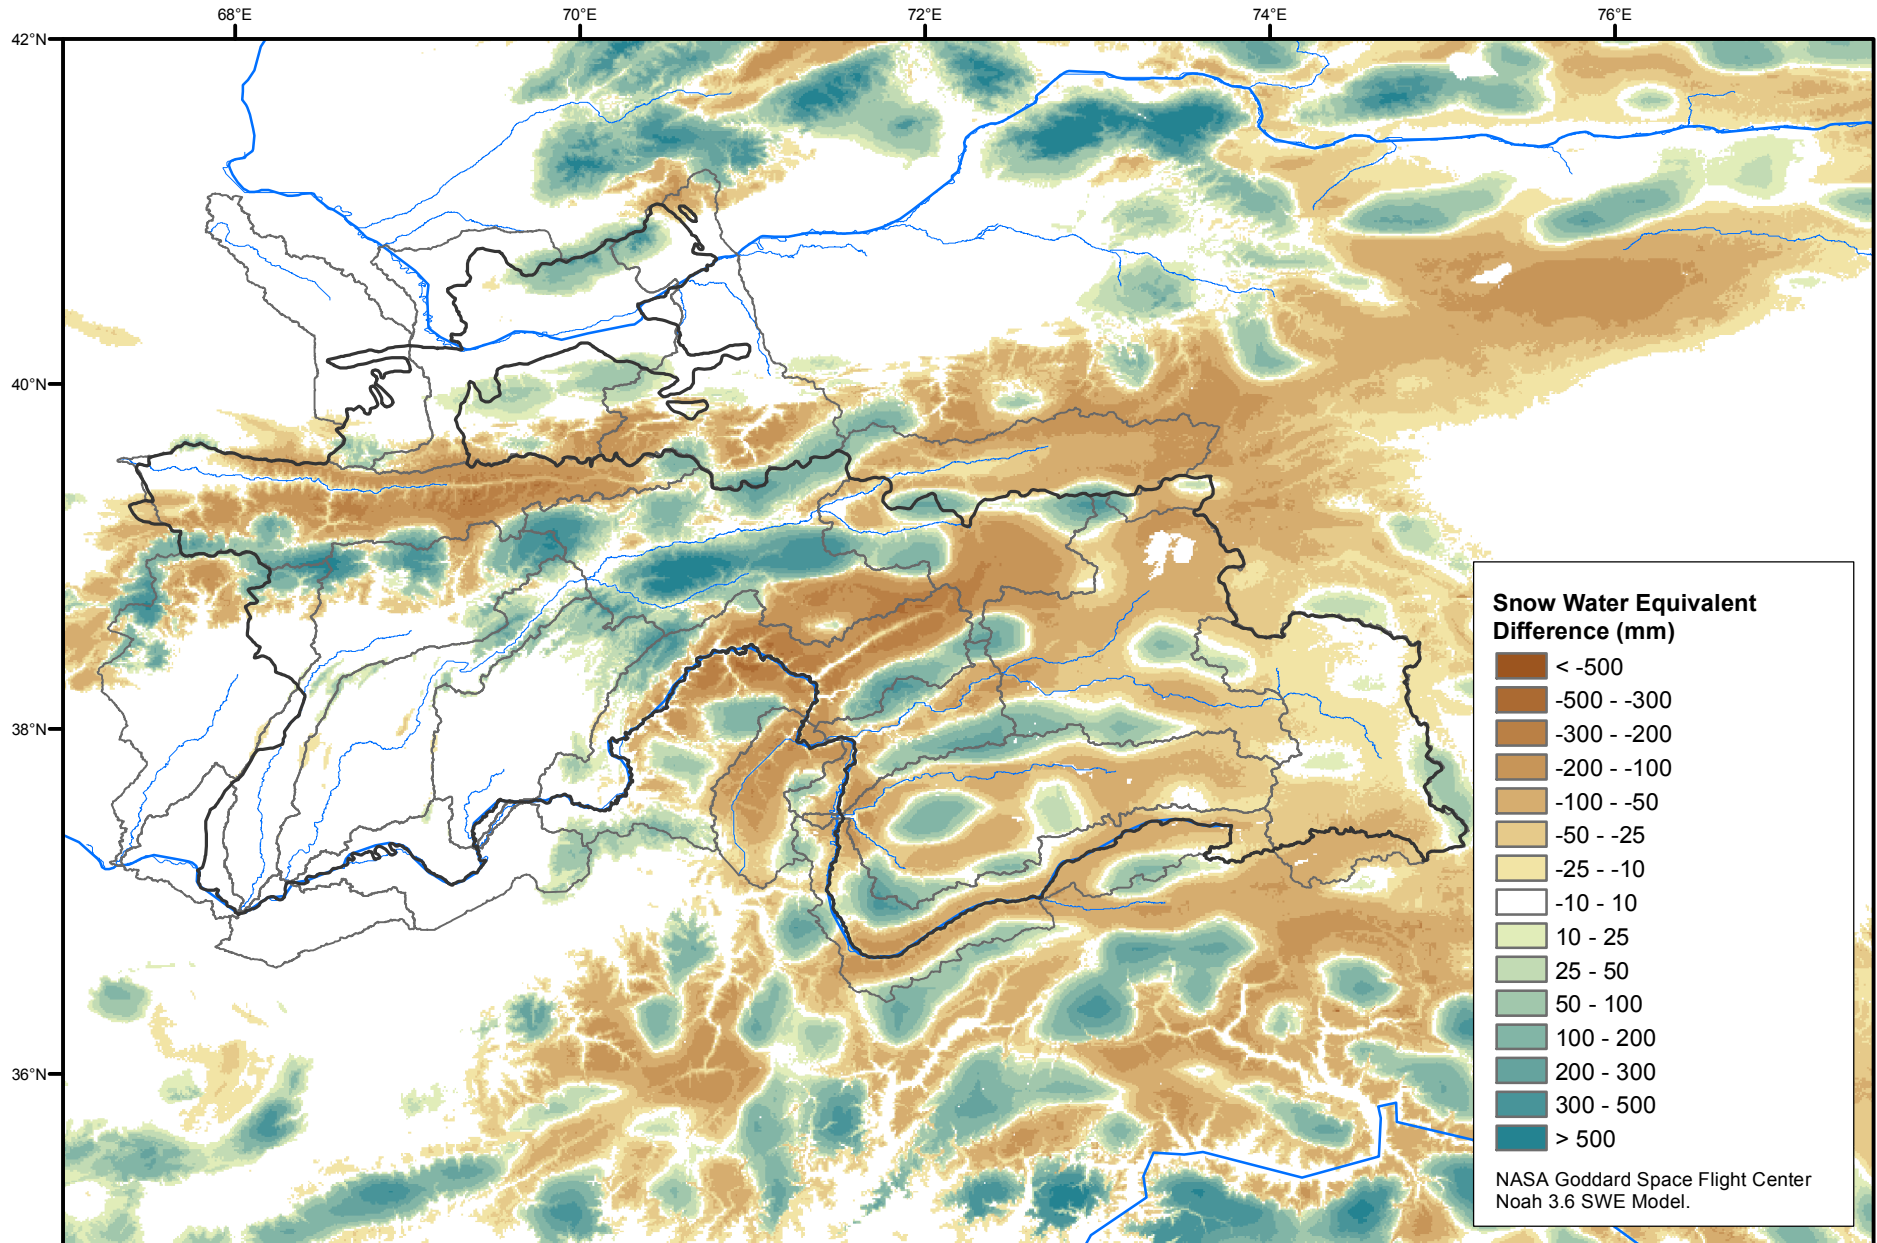 68°E 70°E 72°E 74°E 76°E
42°N
40°N
38°N
36°N
Snow Water Equivalent
Difference (mm)
< -500
-500 - -300
-300 - -200
-200 - -100
-100 - -50
-50 - -25
-25 - -10
-10 - 10
10 - 25
25 - 50
50 - 100
100 - 200
200 - 300
300 - 500
> 500
NASA Goddard Space Flight Center
Noah 3.6 SWE Model.